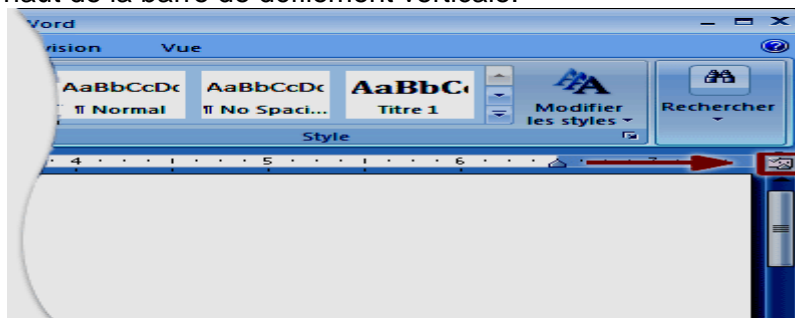 haut de la barre de défilement verticale.
Word
vision Vue
AaBbCcDc AaBbCcDc AaBbC
¶ Normal ¶ No Spaci... Titre 1
Modifier
les styles
Rechercher
Style
4 5 6 7